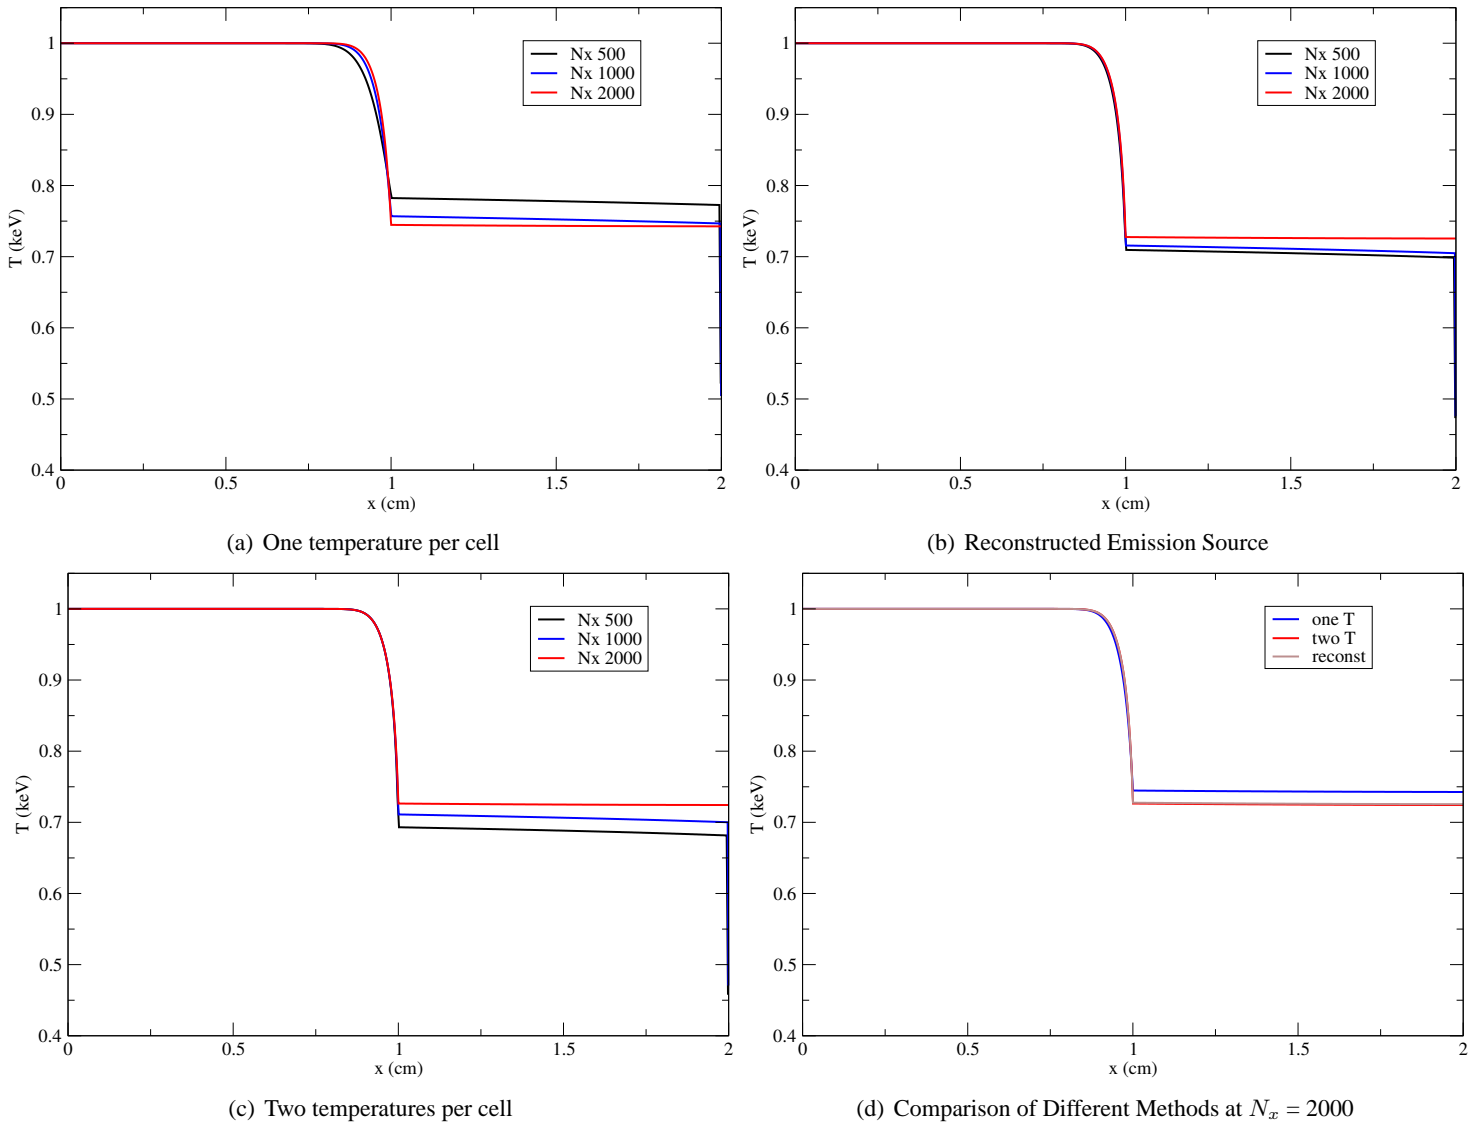 1
0.9
0.8
0.7
0.6
0.5
0.4
T (keV)
Nx 500
Nx 1000
Nx 2000
0 0.5 1 1.5 2
x (cm)
(a) One temperature per cell
1
0.9
0.8
0.7
0.6
0.5
0.4
T (keV)
Nx 500
Nx 1000
Nx 2000
0 0.5 1 1.5 2
x (cm)
(b) Reconstructed Emission Source
1
0.9
0.8
0.7
0.6
0.5
0.4
T (keV)
Nx 500
Nx 1000
Nx 2000
0 0.5 1 1.5 2
x (cm)
(c) Two temperatures per cell
1
0.9
0.8
0.7
0.6
0.5
0.4
T (keV)
one T
two T
reconst
0 0.5 1 1.5 2
x (cm)
(d) Comparison of Different Methods at Nₓ = 2000